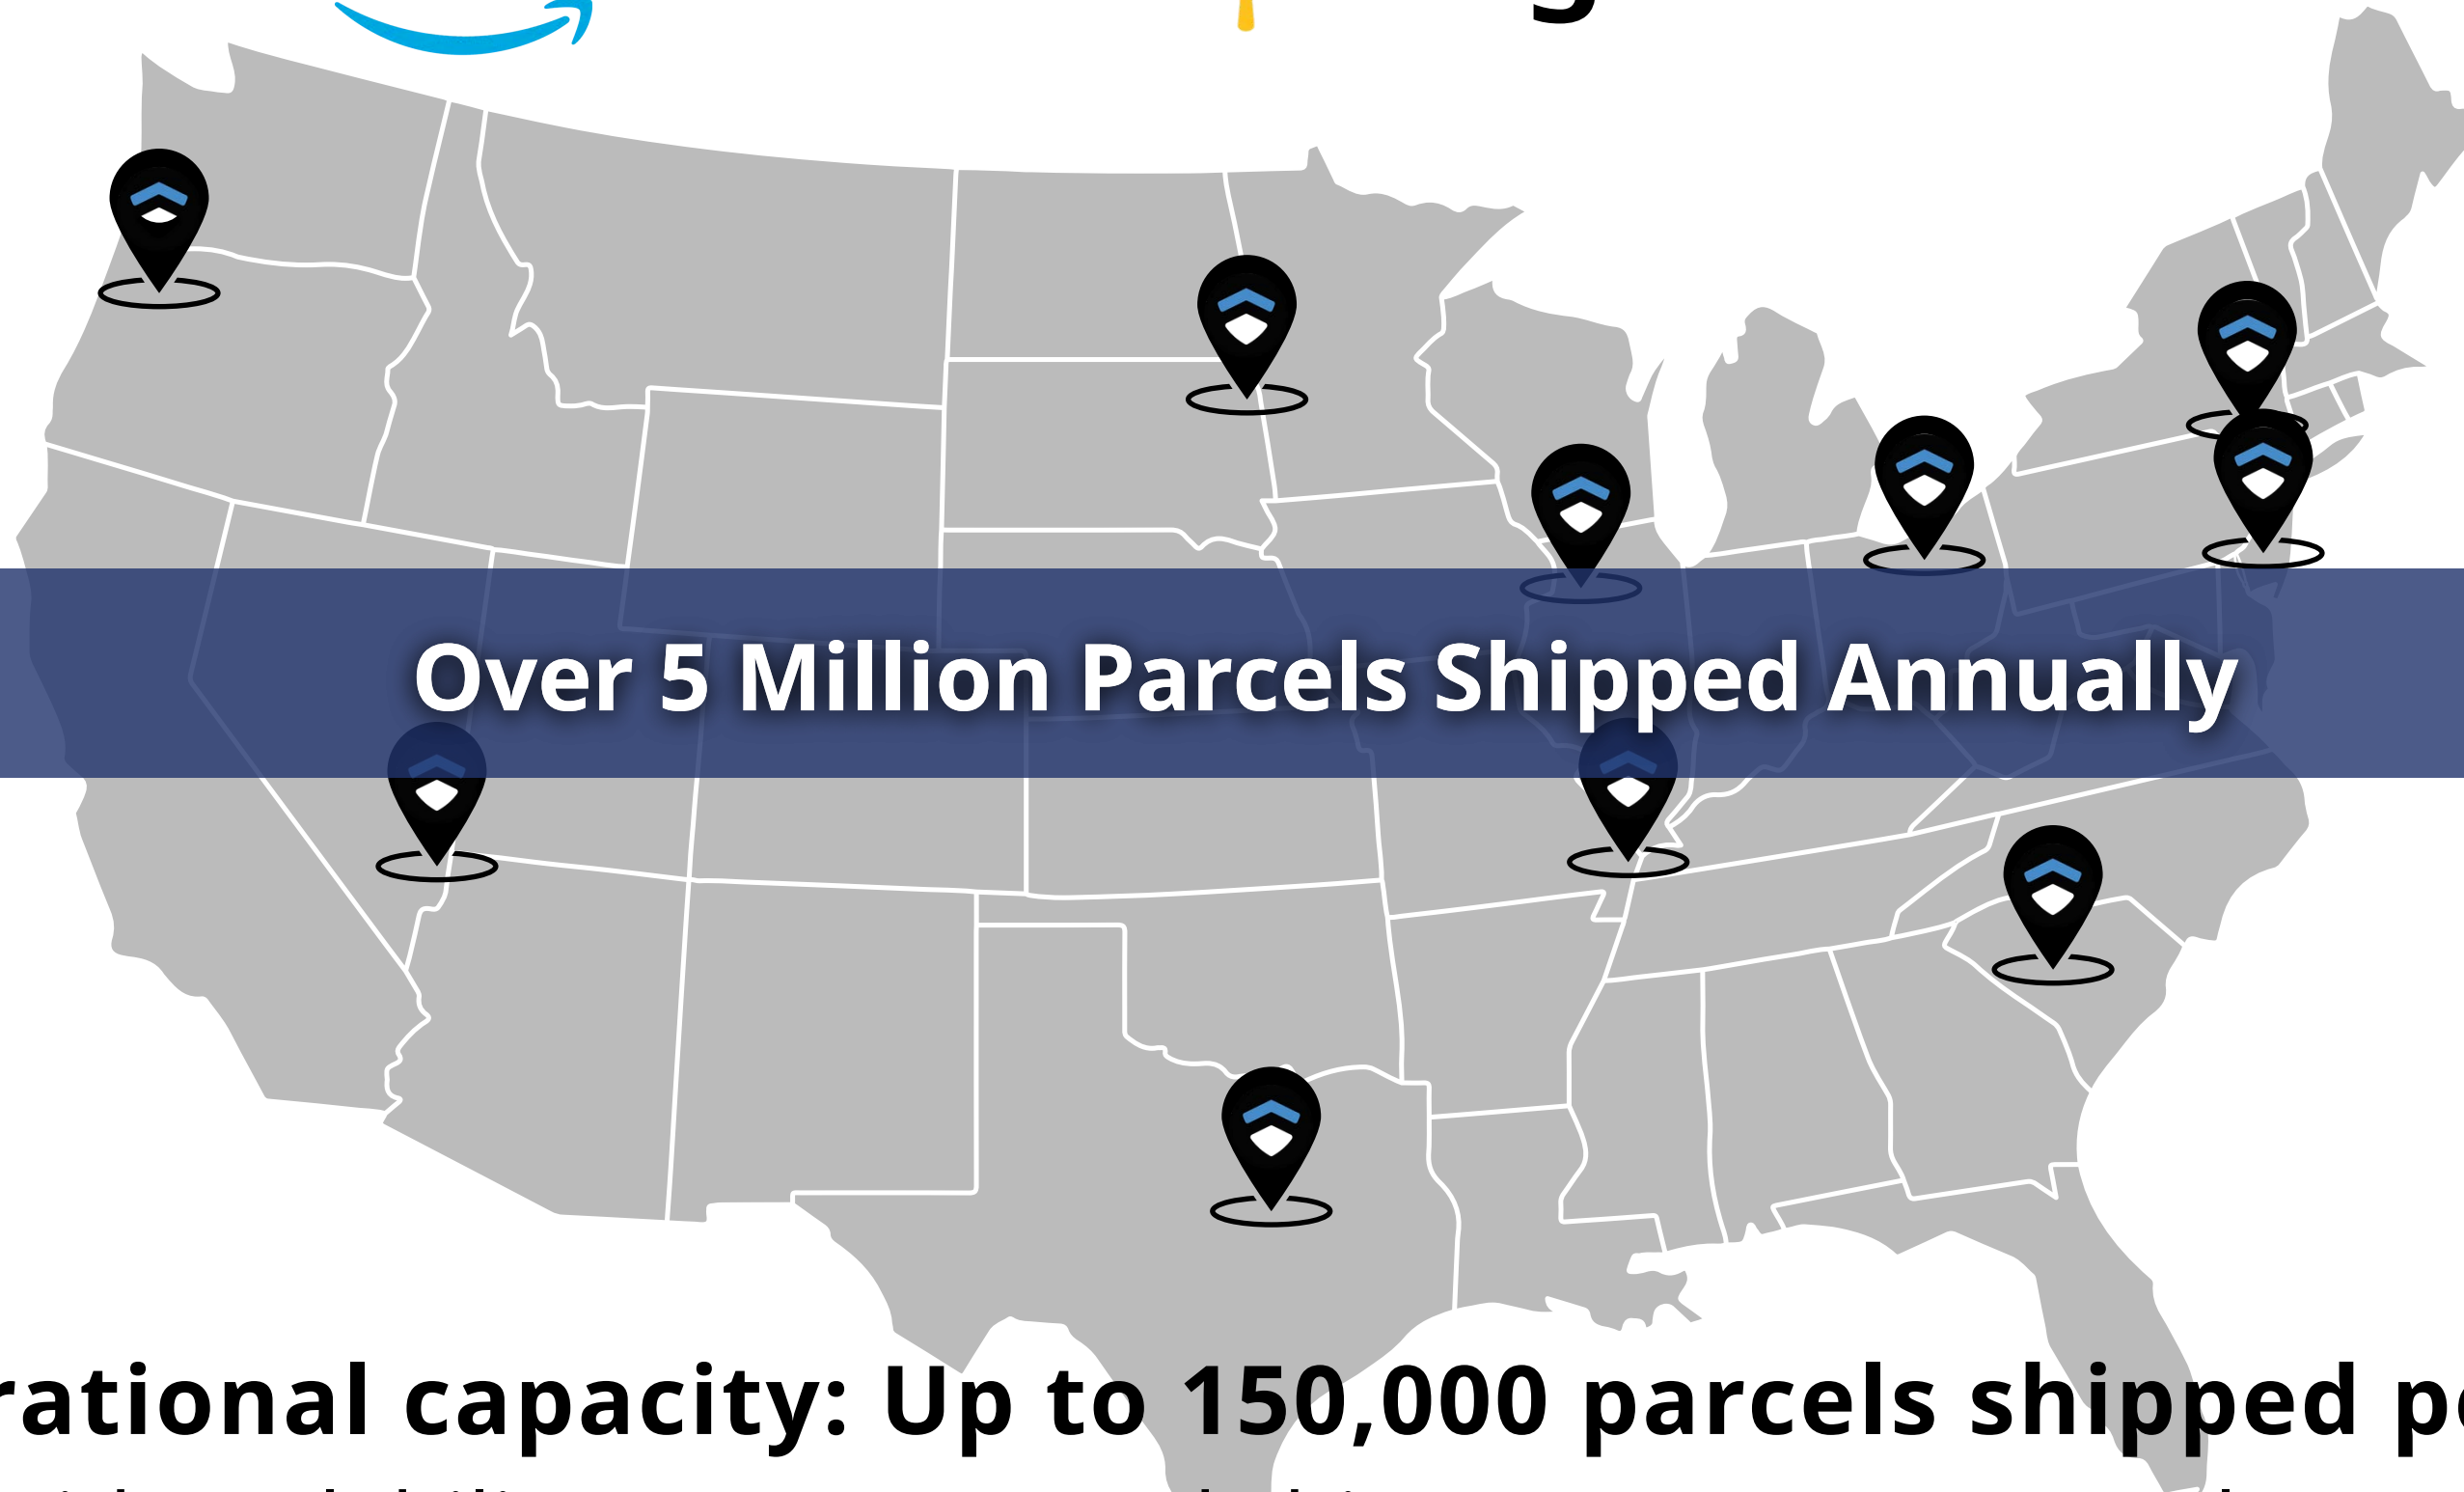 Over 5 Million Parcels Shipped Annually
rational capacity: Up to 150,000 parcels shipped